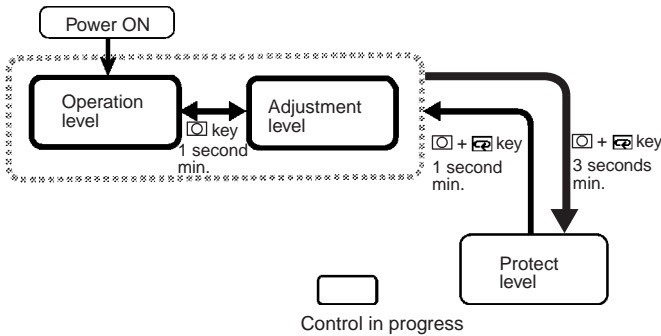 Power ON
Operation
level
Adjustment
level
key
1 second
min.
+ key
1 second
min.
+ key
3 seconds
min.
Protect
level
Control in progress